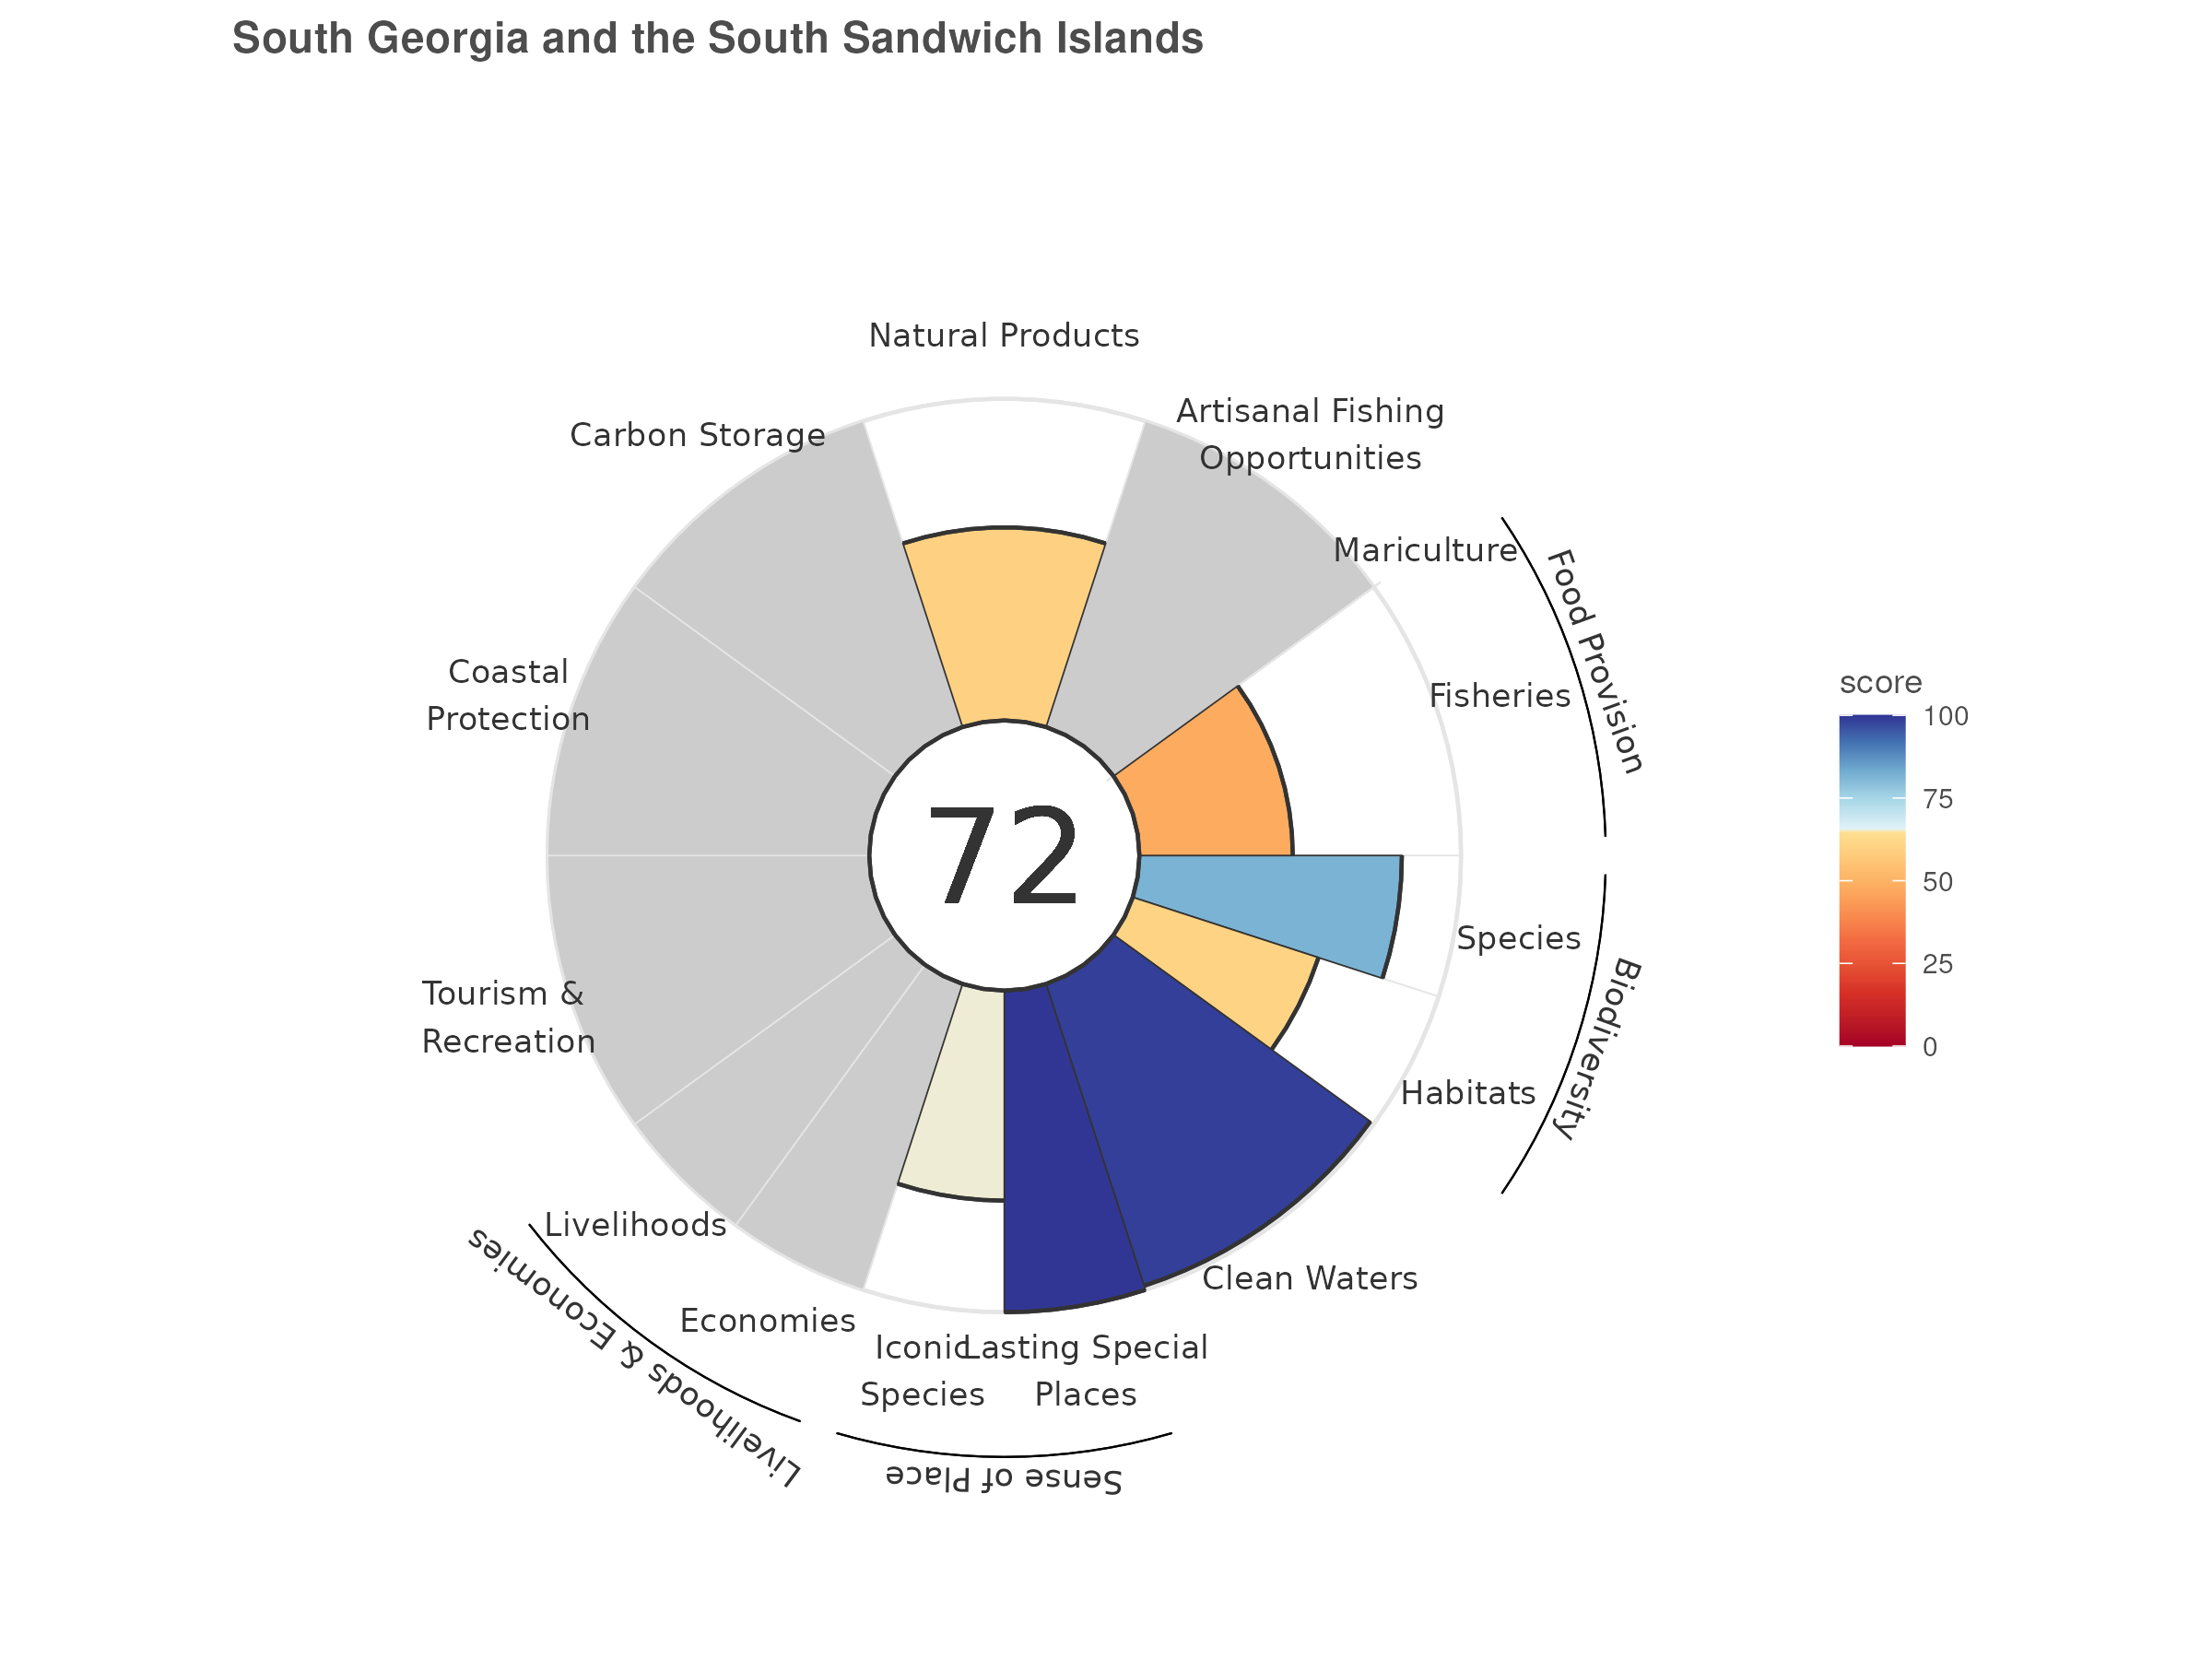 South Georgia and the South Sandwich Islands
Natural Products
Artisanal Fishing
Opportunities
Carbon Storage
Mariculture
Food Provision
Fisheries
Coastal
Protection
score
100
75
50
25
0
72
Species
Biodiversity
Habitats
Tourism &
Recreation
Livelihoods
Clean Waters
Economies
Livelihoods & Economies
Iconic
Species
Lasting Special
Places
Sense of Place